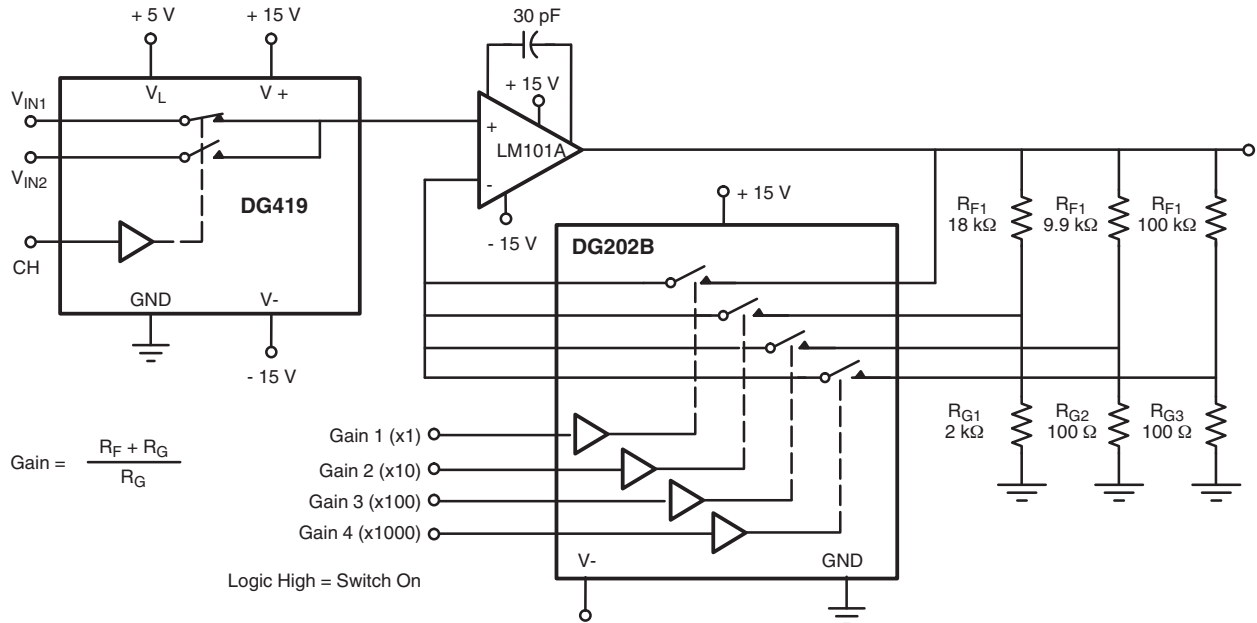 + 5 V
+ 15 V
30 pF
V_IN1
V_L
V +
+ 15 V
+
LM101A
-
V_IN2
DG419
- 15 V
+ 15 V
R_F1
18 kΩ
R_F1
9.9 kΩ
R_F1
100 kΩ
CH
DG202B
GND
V-
- 15 V
R_G1
2 kΩ
R_G2
100 Ω
R_G3
100 Ω
Gain = R_F + R_G
R_G
Gain 1 (x1)
Gain 2 (x10)
Gain 3 (x100)
Gain 4 (x1000)
V-
GND
Logic High = Switch On